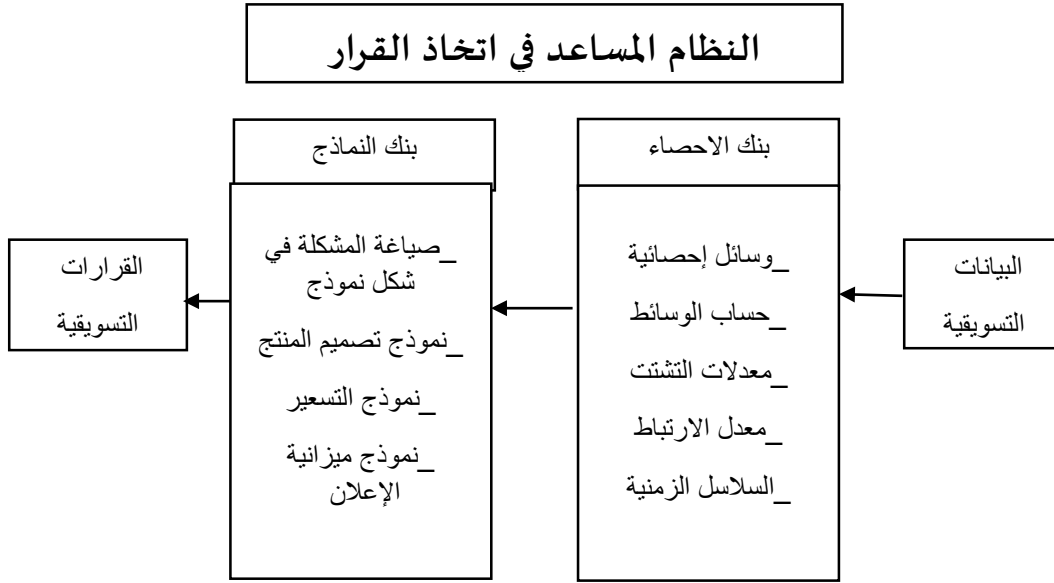 النظام المساعد في اتخاذ القرار
بنك الاحصاء
بنك النماذج
البيانات
التسويقية
_وسائل إحصائية
_حساب الوسائط
_معدلات التشتت
_معدل الارتباط
_السلاسل الزمنية
_صياغة المشكلة في
شكل نموذج
_نموذج تصميم المنتج
_نموذج التسعير
_نموذج ميزانية
الإعلان
القرارات
التسويقية